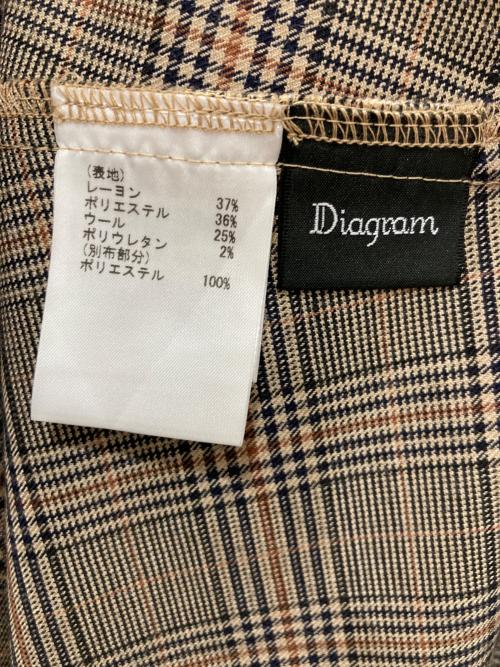 (表地)
レーヨン 37%
ポリエステル 36%
ウール 25%
ポリウレタン 2%
(別布部分)
ポリエステル 100%
Diagram